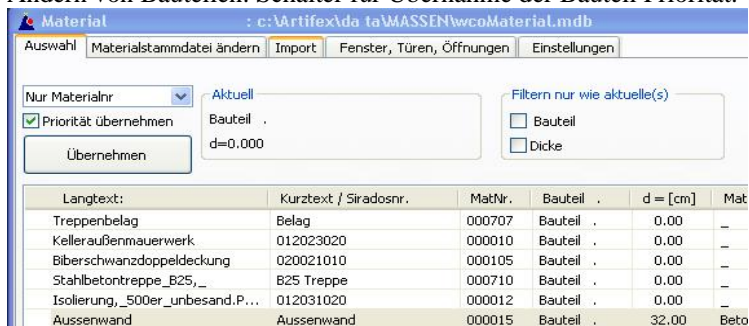 Ändern von Bauteilen: Schalter für Übernahme der Bauteil-Priorität.
Material : c:\Artifex\da ta\MASSEN\wcoMaterial.mdb
Auswahl Materialstammdatei ändern Import Fenster, Türen, Öffnungen Einstellungen
Nur Materialnr Aktuell Filtern nur wie aktuelle(s)
Priorität übernehmen Bauteil . Bauteil
Übernehmen d=0.000 Dicke
Langtext: Kurztext / Siradosnr. MatNr. Bauteil . d = [cm] Mat
Treppenbelag Belag 000707 Bauteil . 0.00 _
Kelleraußenmauerwerk 012023020 000010 Bauteil . 0.00 _
Biberschwanzdoppeldeckung 020021010 000105 Bauteil . 0.00 _
Stahlbetontreppe_B25,_ B25 Treppe 000710 Bauteil . 0.00 _
Isolierung,_500er_unbesand.P... 012031020 000012 Bauteil . 0.00 _
Aussenwand Aussenwand 000015 Bauteil . 32.00 Beto